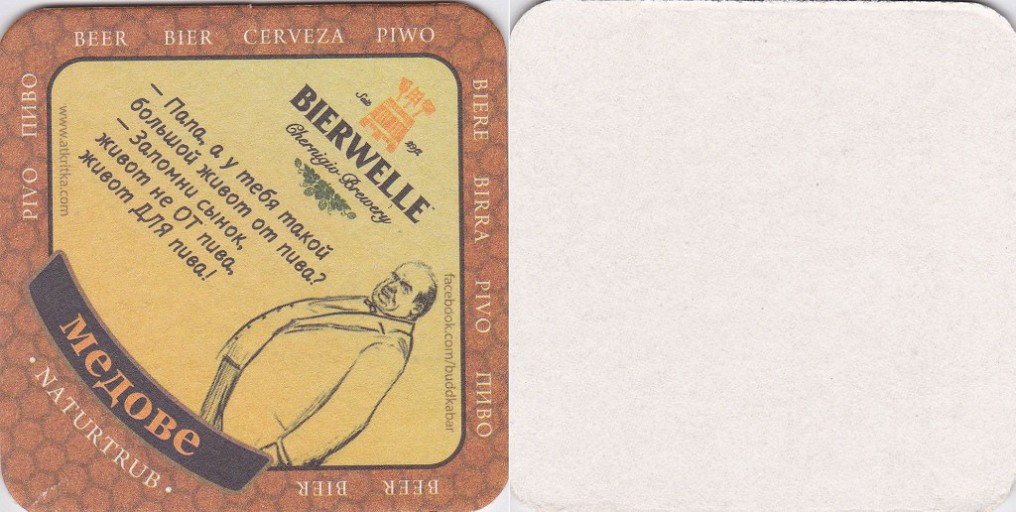 BEER BIER CERVEZA PIWO
BIERE BIRRA PIVO ПИВО
BEER BIER
PIVO ПИВО
www.atkritka.com
— Папа, а у тебя такой
большой живот от пива?
— Запомни сынок,
живот не ОТ пива,
живот ДЛЯ пива!
Seit
BIERWELLE
Chernigiv Brewery
facebook.com/buddkabar
медове
• NATURTRUB •